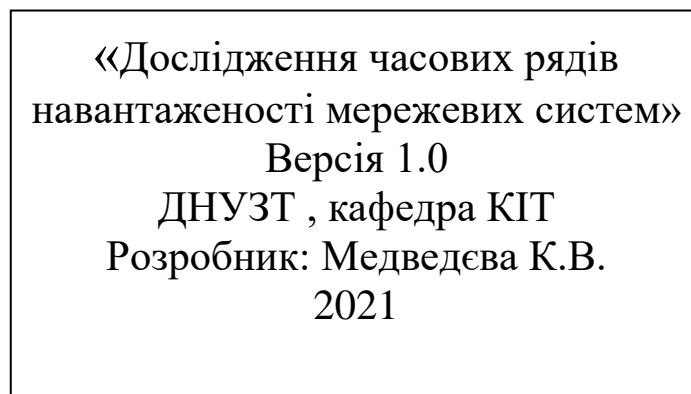 «Дослідження часових рядів
навантаженості мережевих систем»
Версія 1.0
ДНУЗТ , кафедра КІТ
Розробник: Медведєва К.В.
2021